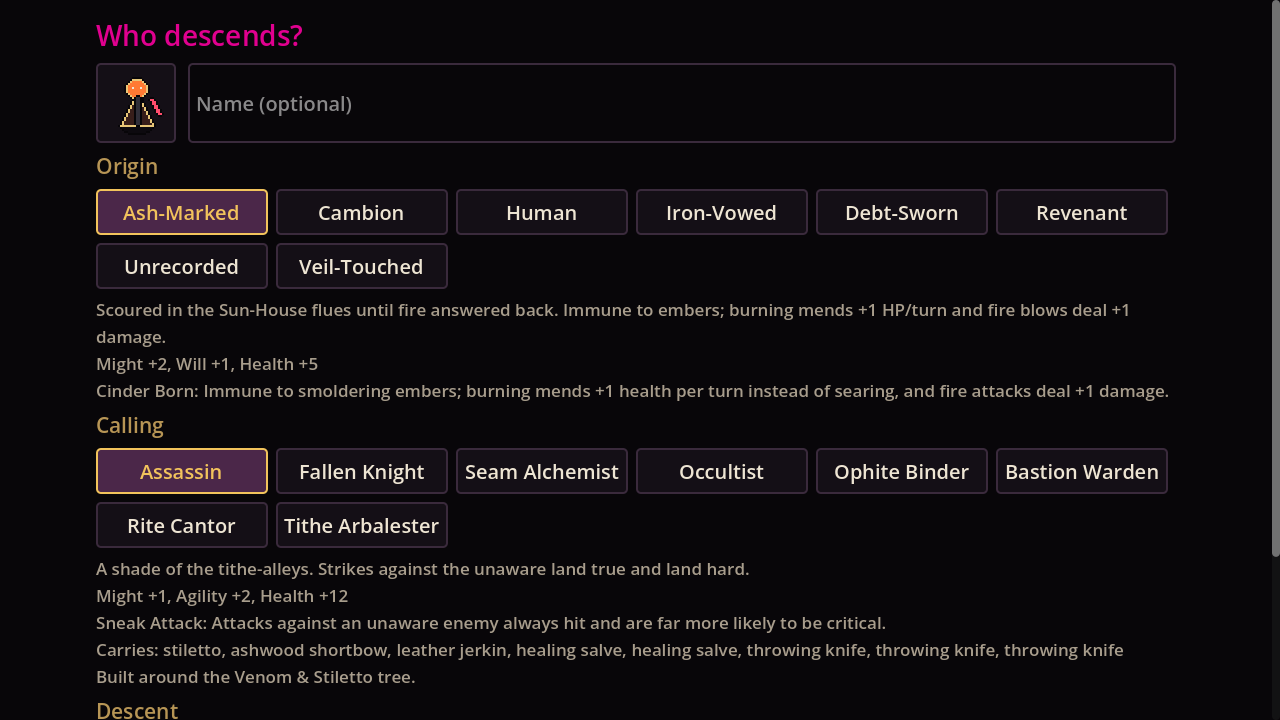 Who descends?
Name (optional)
Origin
Ash-Marked Cambion Human Iron-Vowed Debt-Sworn Revenant
Unrecorded Veil-Touched
Scoured in the Sun-House flues until fire answered back. Immune to embers; burning mends +1 HP/turn and fire blows deal +1
damage.
Might +2, Will +1, Health +5
Cinder Born: Immune to smoldering embers; burning mends +1 health per turn instead of searing, and fire attacks deal +1 damage.
Calling
Assassin Fallen Knight Seam Alchemist Occultist Ophite Binder Bastion Warden
Rite Cantor Tithe Arbalester
A shade of the tithe-alleys. Strikes against the unaware land true and land hard.
Might +1, Agility +2, Health +12
Sneak Attack: Attacks against an unaware enemy always hit and are far more likely to be critical.
Carries: stiletto, ashwood shortbow, leather jerkin, healing salve, healing salve, throwing knife, throwing knife, throwing knife
Built around the Venom & Stiletto tree.
Descent